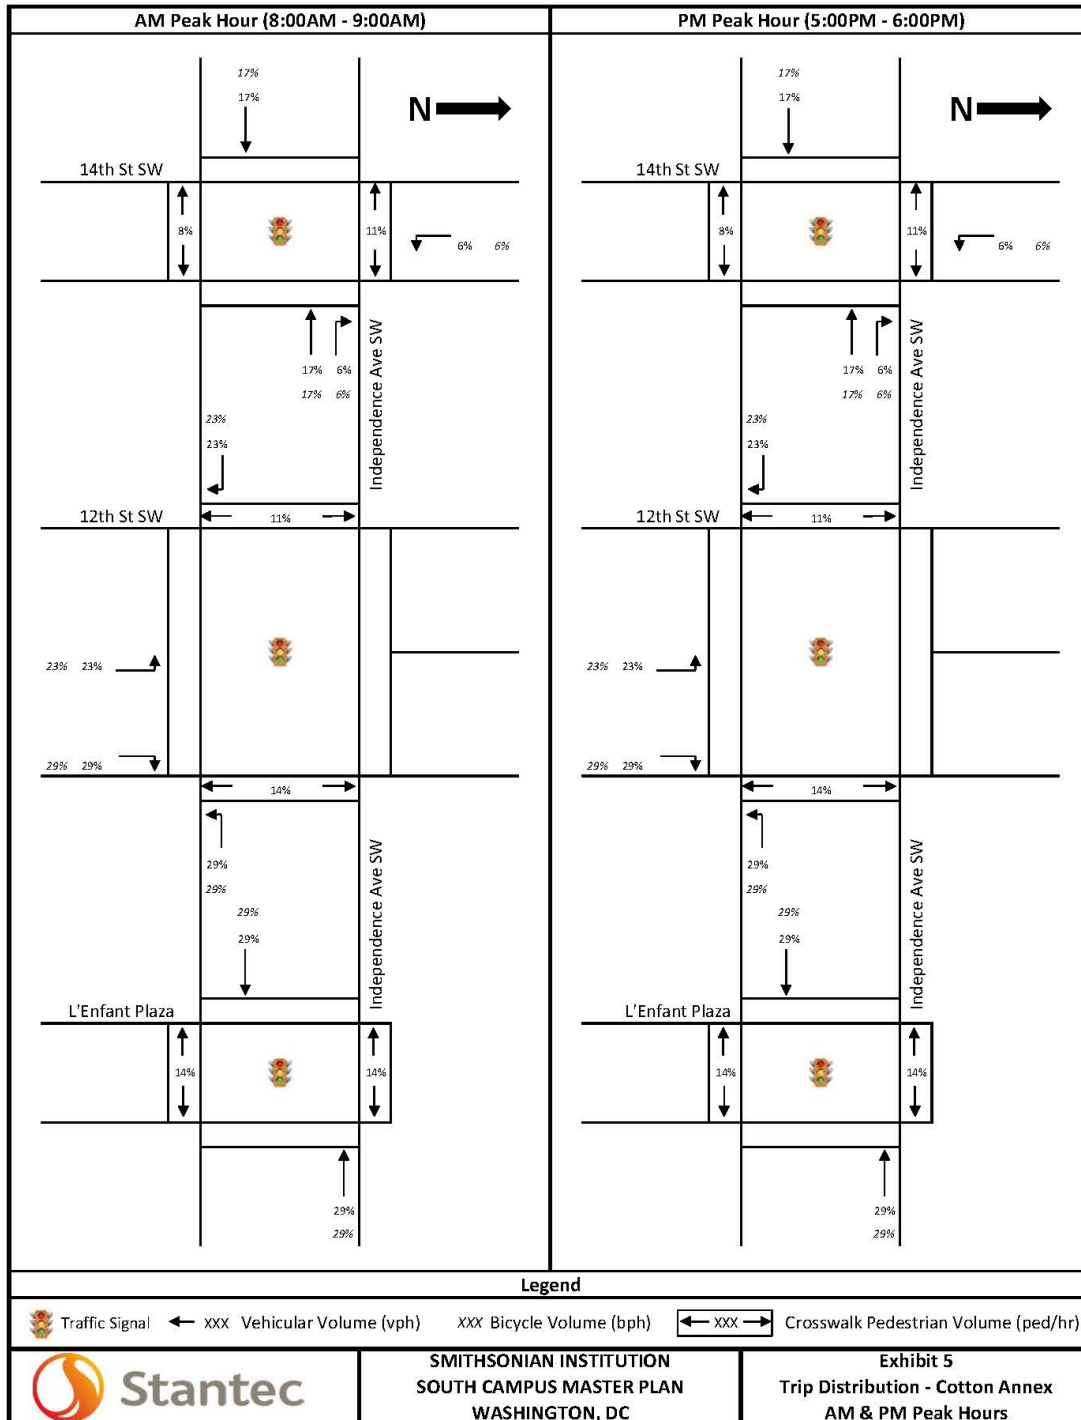 AM Peak Hour (8:00AM - 9:00AM)
17%
17%
N
14th St SW
8%
11%
6% 6%
17% 6%
17% 6%
Independence Ave SW
23%
23%
12th St SW
11%
23% 23%
29% 29%
14%
29%
29%
Independence Ave SW
29%
29%
L'Enfant Plaza
14%
14%
29%
29%
PM Peak Hour (5:00PM - 6:00PM)
17%
17%
N
14th St SW
8%
11%
6% 6%
17% 6%
17% 6%
Independence Ave SW
23%
23%
12th St SW
11%
23% 23%
29% 29%
14%
29%
29%
Independence Ave SW
29%
29%
L'Enfant Plaza
14%
14%
29%
29%
Legend
Traffic Signal
XXX Vehicular Volume (vph)
XXX Bicycle Volume (bph)
XXX Crosswalk Pedestrian Volume (ped/hr)
Stantec
SMITHSONIAN INSTITUTION
SOUTH CAMPUS MASTER PLAN
WASHINGTON, DC
Exhibit 5
Trip Distribution - Cotton Annex
AM & PM Peak Hours